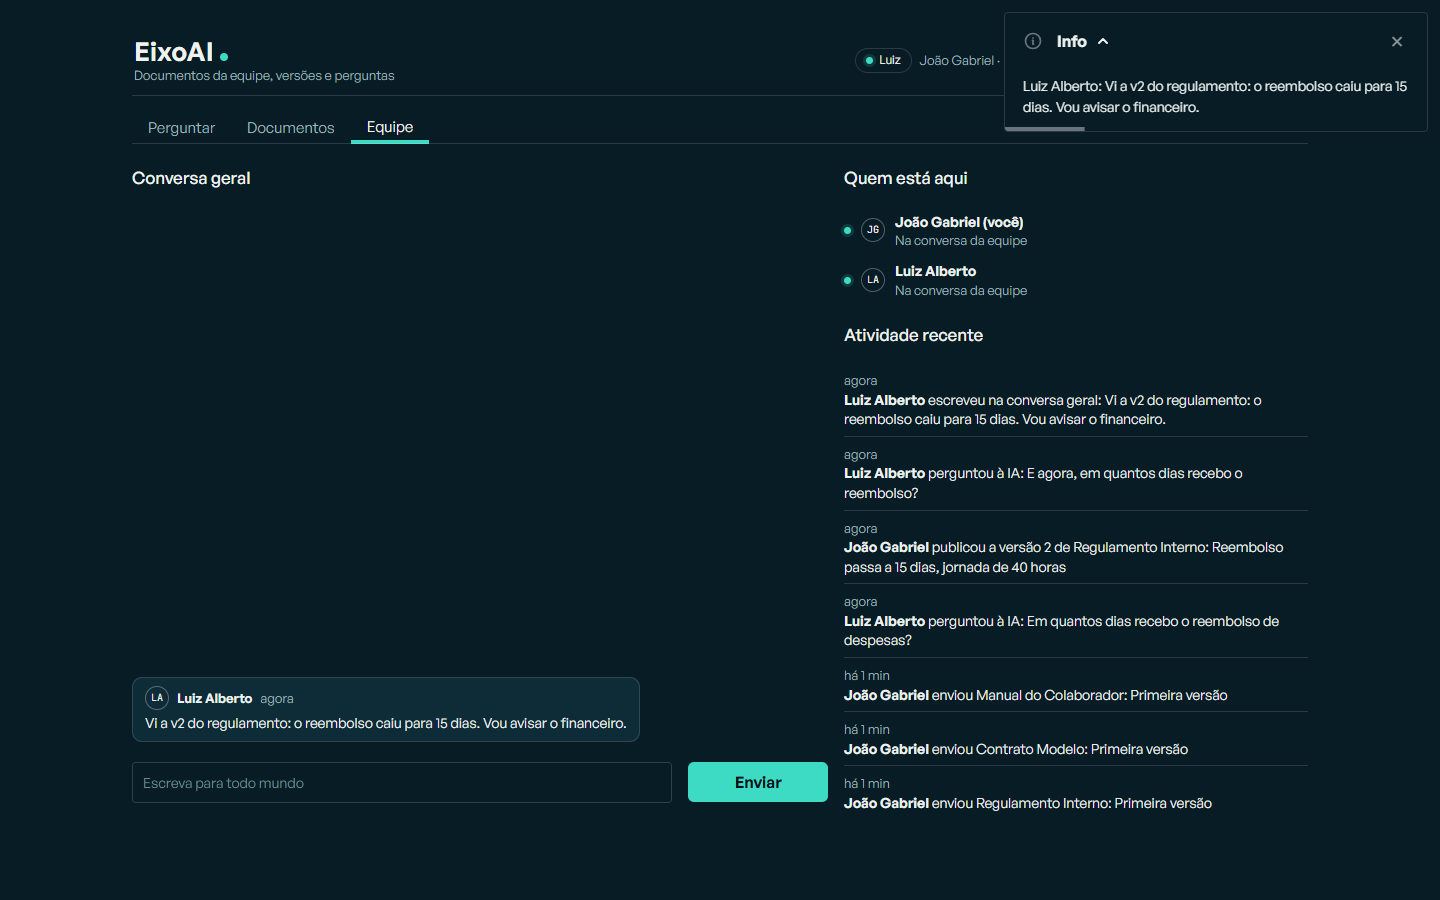 EixoAI
Documentos da equipe, versões e perguntas
Luiz
João Gabriel ·
Info
Luiz Alberto: Vi a v2 do regulamento: o reembolso caiu para 15
dias. Vou avisar o financeiro.
Perguntar
Documentos
Equipe
Conversa geral
LA
Luiz Alberto agora
Vi a v2 do regulamento: o reembolso caiu para 15 dias. Vou avisar o financeiro.
Escreva para todo mundo
Enviar
Quem está aqui
JG
João Gabriel (você)
Na conversa da equipe
LA
Luiz Alberto
Na conversa da equipe
Atividade recente
agora
Luiz Alberto escreveu na conversa geral: Vi a v2 do regulamento: o
reembolso caiu para 15 dias. Vou avisar o financeiro.
agora
Luiz Alberto perguntou à IA: E agora, em quantos dias recebo o
reembolso?
agora
João Gabriel publicou a versão 2 de Regulamento Interno: Reembolso
passa a 15 dias, jornada de 40 horas
agora
Luiz Alberto perguntou à IA: Em quantos dias recebo o reembolso de
despesas?
há 1 min
João Gabriel enviou Manual do Colaborador: Primeira versão
há 1 min
João Gabriel enviou Contrato Modelo: Primeira versão
há 1 min
João Gabriel enviou Regulamento Interno: Primeira versão